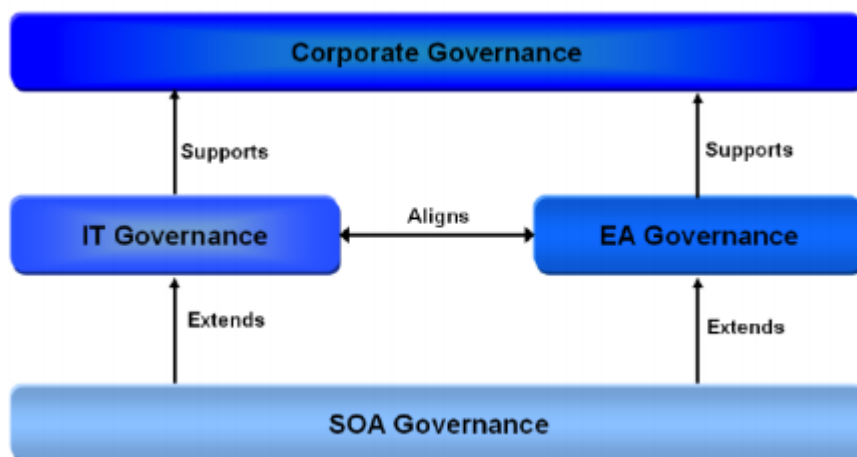 Corporate Governance
Supports
Supports
IT Governance
Aligns
EA Governance
Extends
Extends
SOA Governance